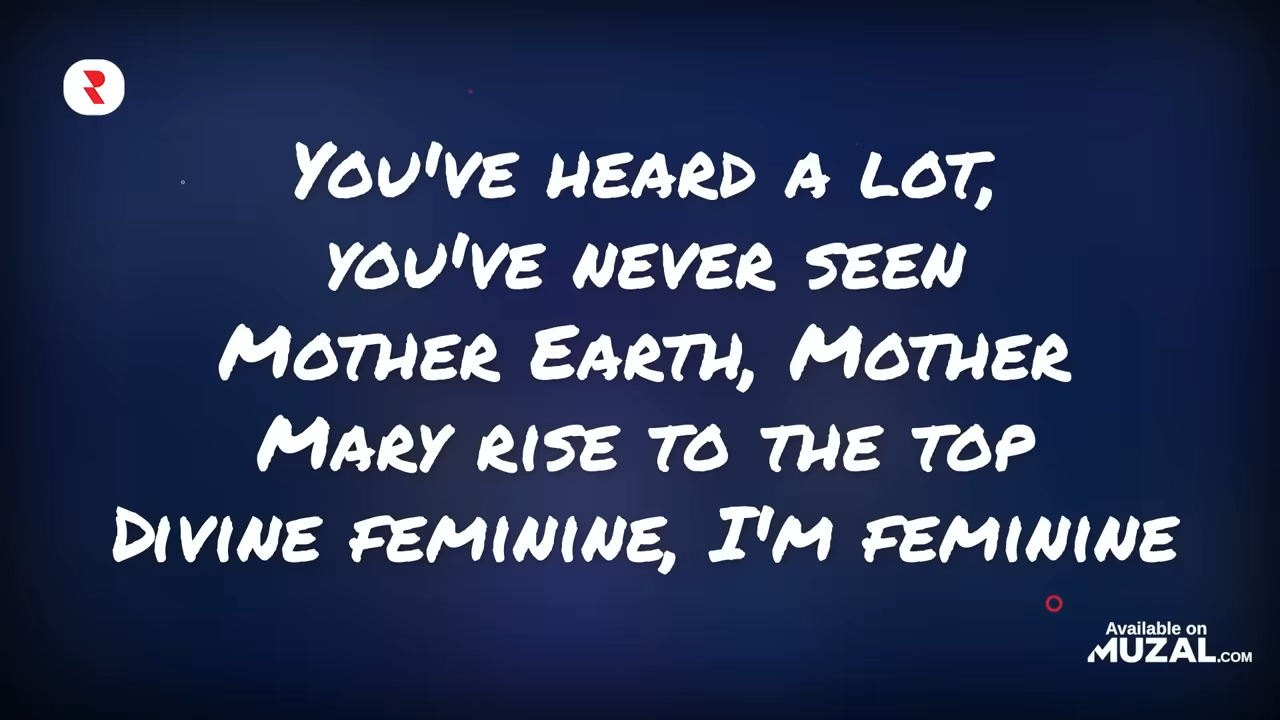 You've heard a lot,
you've never seen
Mother Earth, Mother
Mary rise to the top
Divine feminine, I'm feminine
Available on
MUZAL.COM